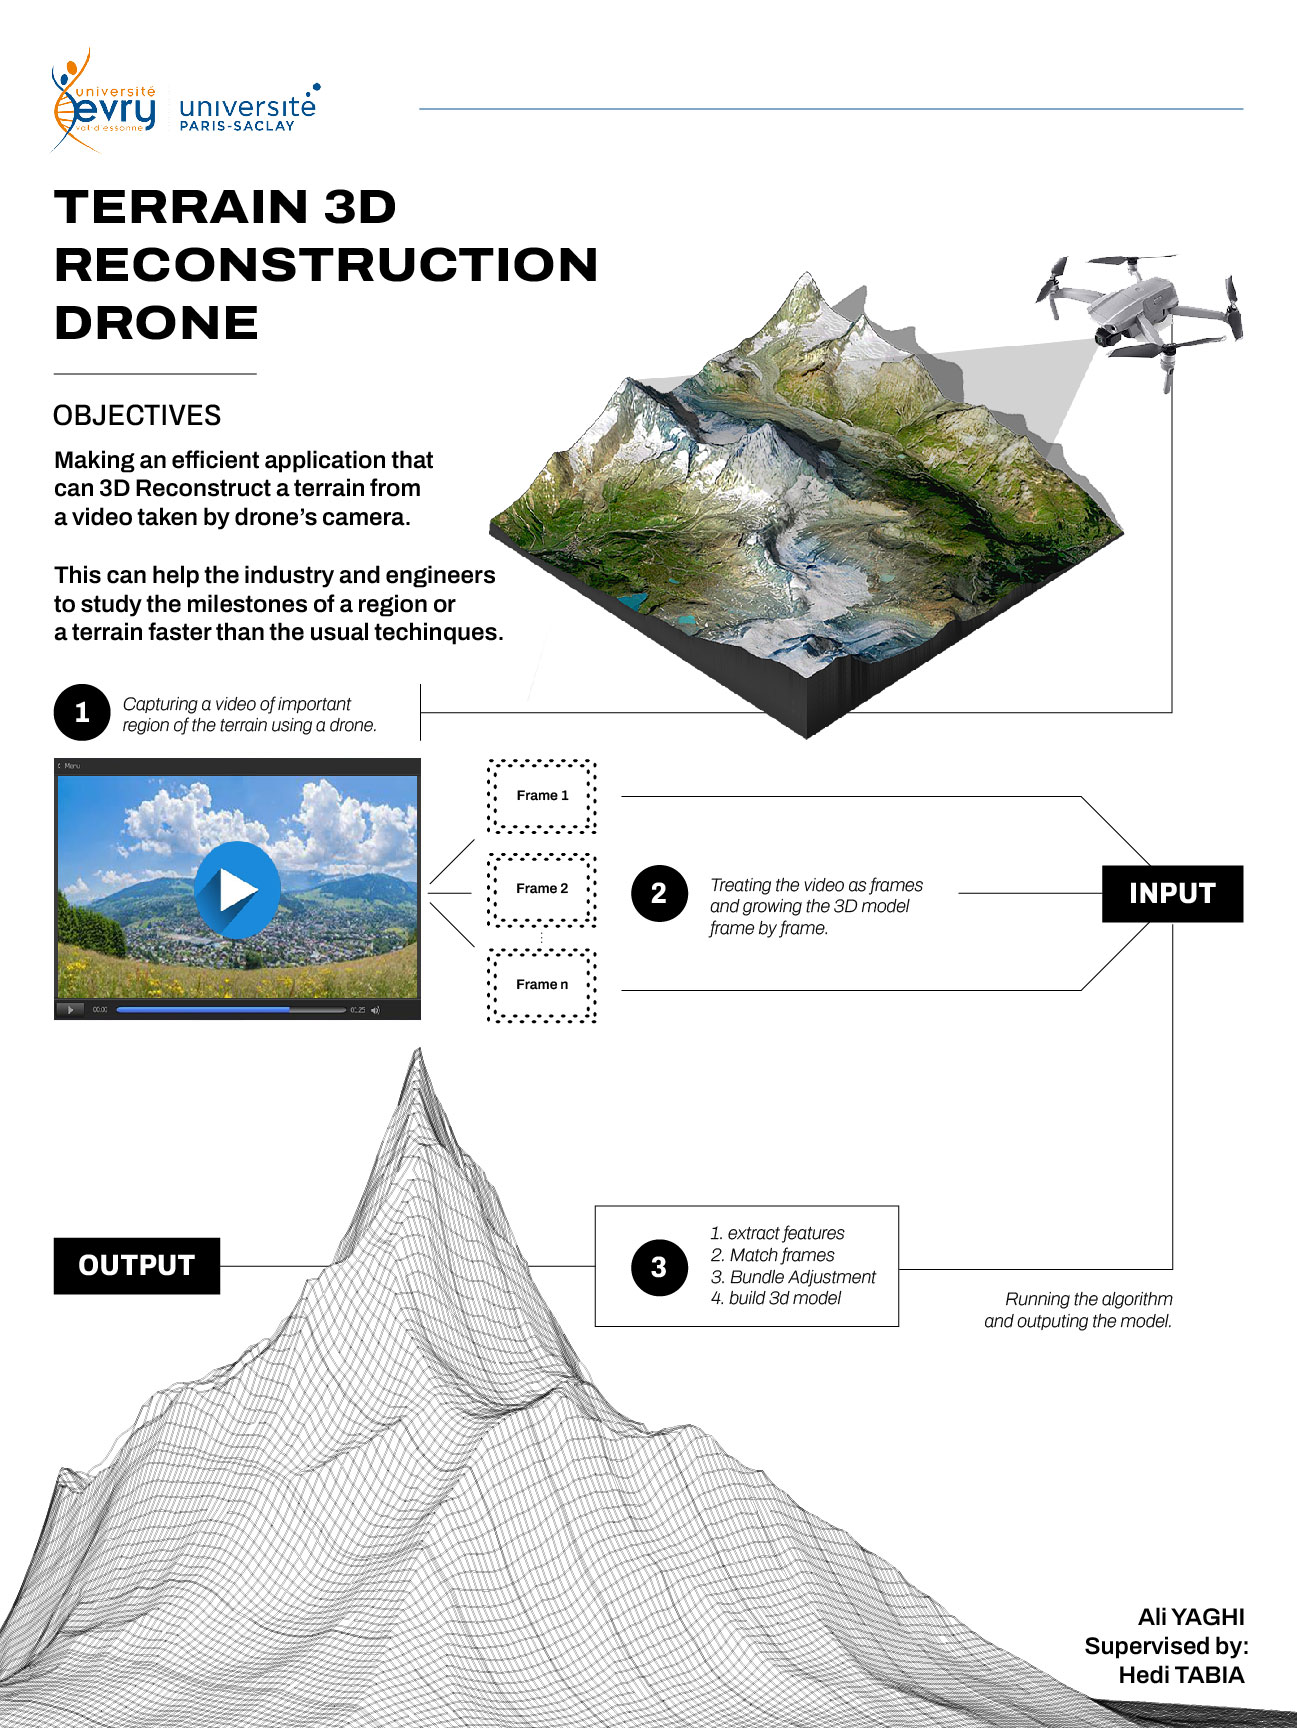 université
evry
val d'essonne
université
PARIS-SACLAY
TERRAIN 3D
RECONSTRUCTION
DRONE
OBJECTIVES
Making an efficient application that
can 3D Reconstruct a terrain from
a video taken by drone's camera.
This can help the industry and engineers
to study the milestones of a region or
a terrain faster than the usual techinques.
1
Capturing a video of important
region of the terrain using a drone.
Menu
00:00
01:25
Frame 1
Frame 2
Frame n
2
Treating the video as frames
and growing the 3D model
frame by frame.
INPUT
OUTPUT
3
1. extract features
2. Match frames
3. Bundle Adjustment
4. build 3d model
Running the algorithm
and outputing the model.
Ali YAGHI
Supervised by:
Hedi TABIA